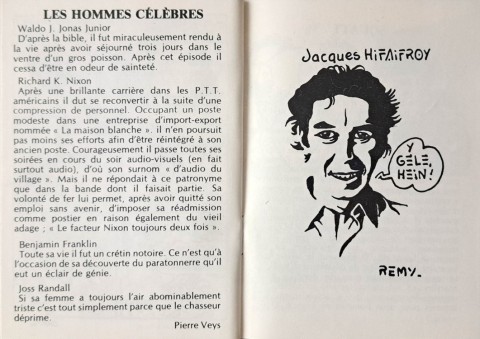 LES HOMMES CÉLÈBRES
Waldo J. Jonas Junior
D'après la bible, il fut miraculeusement rendu à
la vie après avoir séjourné trois jours dans le
ventre d'un gros poisson. Après cet épisode il
cessa d'être en odeur de sainteté.
Richard K. Nixon
Après une brillante carrière dans les P.T.T.
américains il dut se reconvertir à la suite d'une
compression de personnel. Occupant un poste
modeste dans une entreprise d'import-export
nommée « La maison blanche ». il n'en poursuit
pas moins ses efforts afin d'être réintégré à son
ancien poste. Courageusement il passe toutes ses
soirées en cours du soir audio-visuels (en fait
surtout audio), d'où son surnom « d'audio du
village ». Mais il ne répondait à ce patronyme
que dans la bande dont il faisait partie. Sa
volonté de fer lui permet, après avoir quitté son
emploi sans avenir, d'imposer sa réadmission
comme postier en raison également du vieil
adage ; « Le facteur Nixon toujours deux fois ».
Benjamin Franklin
Toute sa vie il fut un crétin notoire. Ce n'est qu'à
l'occasion de sa découverte du paratonnerre qu'il
eut un éclair de génie.
Joss Randall
Si sa femme a toujours l'air abominablement
triste c'est tout simplement parce que le chasseur
déprime.
Pierre Veys
Jacques HiFAiFROY
Y
GÈLE,
HEiN!
REMY_